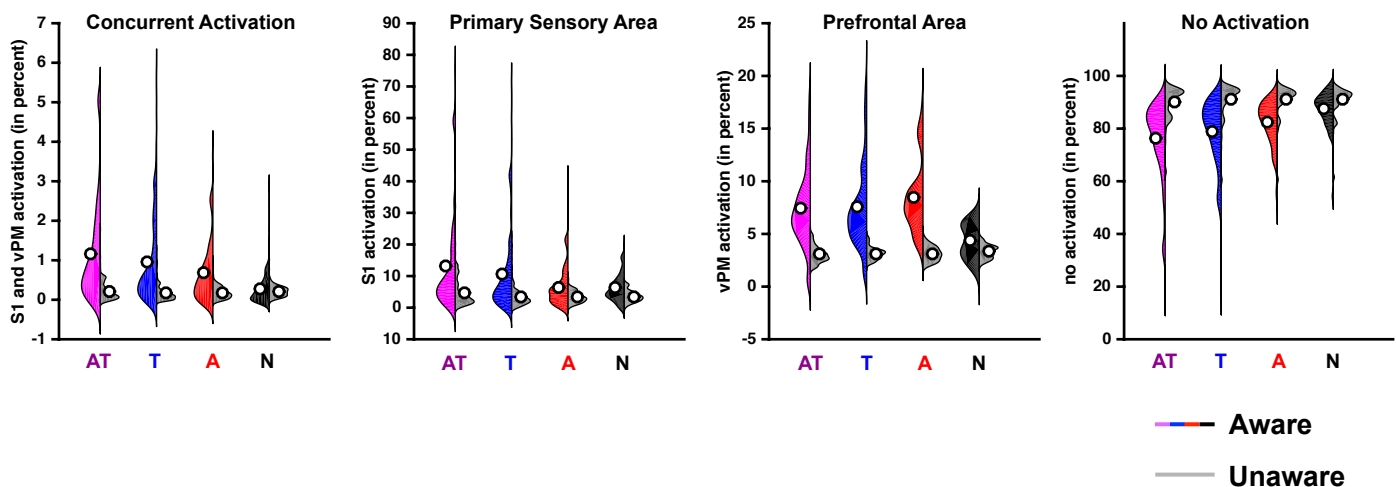 Concurrent Activation
S1 and vPM activation (in percent)
7
6
5
4
3
2
1
0
-1
AT T A N
Primary Sensory Area
S1 activation (in percent)
90
80
70
60
50
40
30
20
10
0
10
AT T A N
Prefrontal Area
vPM activation (in percent)
25
20
15
10
5
0
-5
AT T A N
No Activation
no activation (in percent)
100
80
60
40
20
0
AT T A N
Aware
Unaware